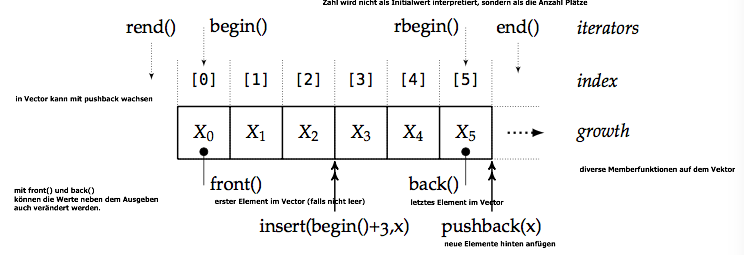 Zahl wird nicht als Initialwert interpretiert, sondern als die Anzahl Plätze
rend() begin() rbegin() end() iterators
[0] [1] [2] [3] [4] [5] index
in Vector kann mit pushback wachsen
X0 X1 X2 X3 X4 X5 growth
diverse Memberfunktionen auf dem Vektor
front() back()
mit front() und back()
können die Werte neben dem Ausgeben
auch verändert werden.
erster Element im Vector (falls nicht leer) letztes Element im Vector
insert(begin()+3,x) pushback(x)
neue Elemente hinten anfügen